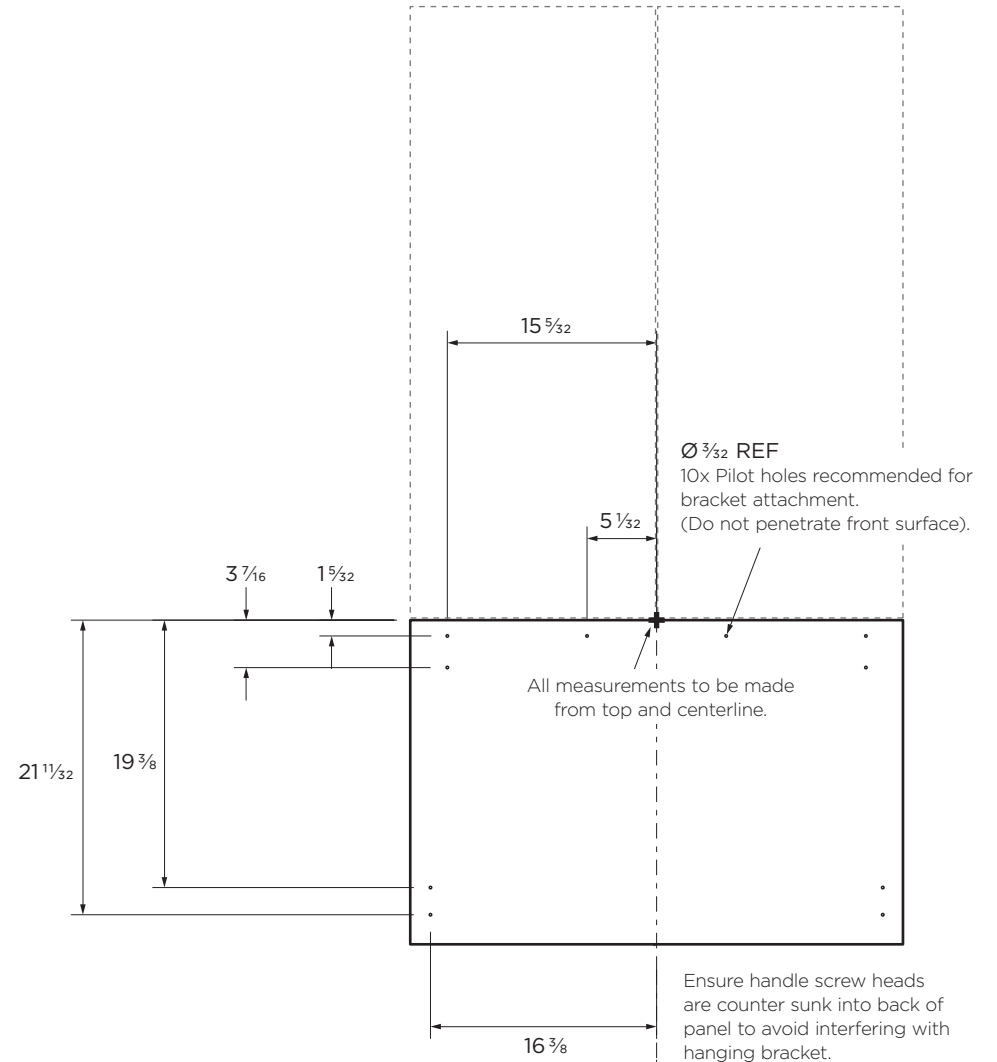 15 5⁄32
Ø 3⁄32 REF
10x Pilot holes recommended for
bracket attachment.
(Do not penetrate front surface).
5 1⁄32
3 7⁄16
1 5⁄32
All measurements to be made
from top and centerline.
19 3⁄8
21 11⁄32
Ensure handle screw heads
are counter sunk into back of
panel to avoid interfering with
hanging bracket.
16 3⁄8